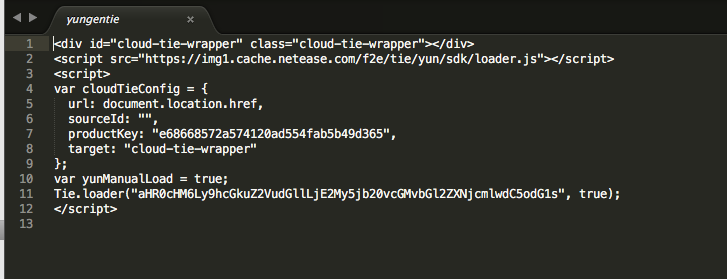 yungentie ×
1 <div id="cloud-tie-wrapper" class="cloud-tie-wrapper"></div>
2 <script src="https://img1.cache.netease.com/f2e/tie/yun/sdk/loader.js"></script>
3 <script>
4 var cloudTieConfig = {
5   url: document.location.href,
6   sourceId: "",
7   productKey: "e68668572a574120ad554fab5b49d365",
8   target: "cloud-tie-wrapper"
9 };
10 var yunManualLoad = true;
11 Tie.loader("aHR0cHM6Ly9hcGkuZ2VudGllLjE2My5jb20vcGMvbGl2ZXNjcmlwdC5odG1s", true);
12 </script>
13